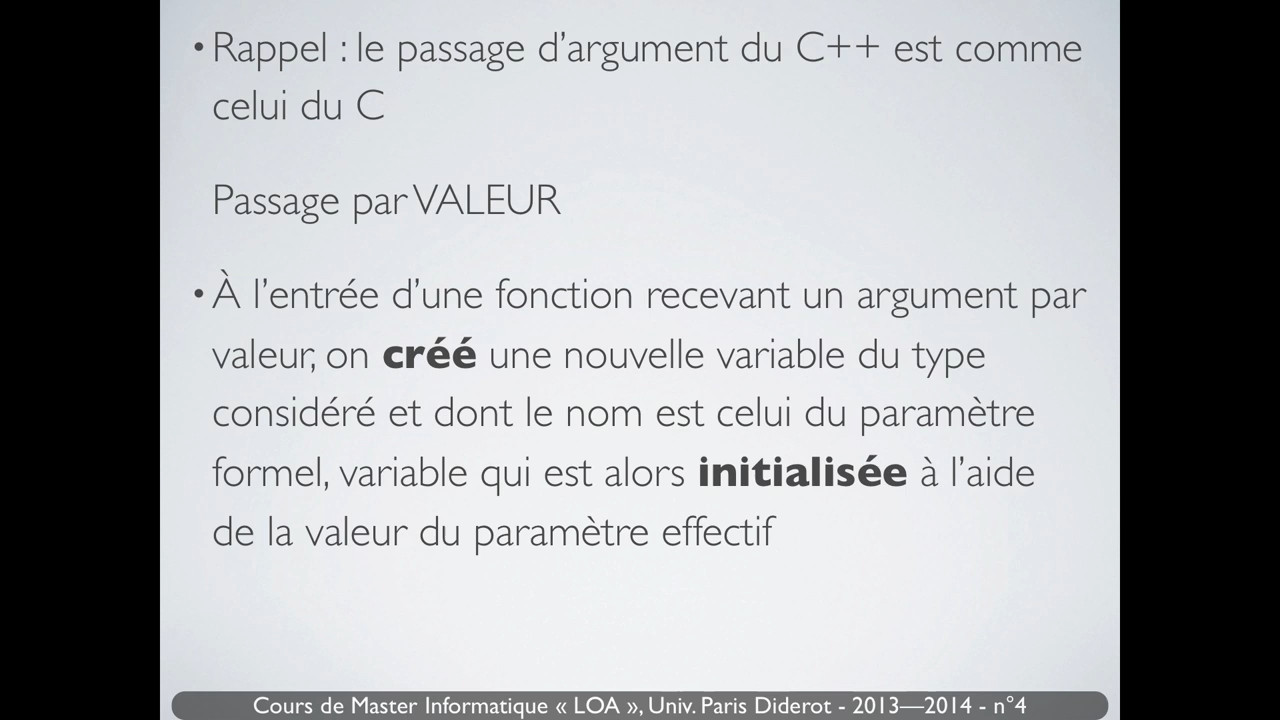 • Rappel : le passage d’argument du C++ est comme
celui du C
Passage par VALEUR
• À l’entrée d’une fonction recevant un argument par
valeur, on créé une nouvelle variable du type
considéré et dont le nom est celui du paramètre
formel, variable qui est alors initialisée à l’aide
de la valeur du paramètre effectif
Cours de Master Informatique « LOA », Univ. Paris Diderot - 2013—2014 - n°4